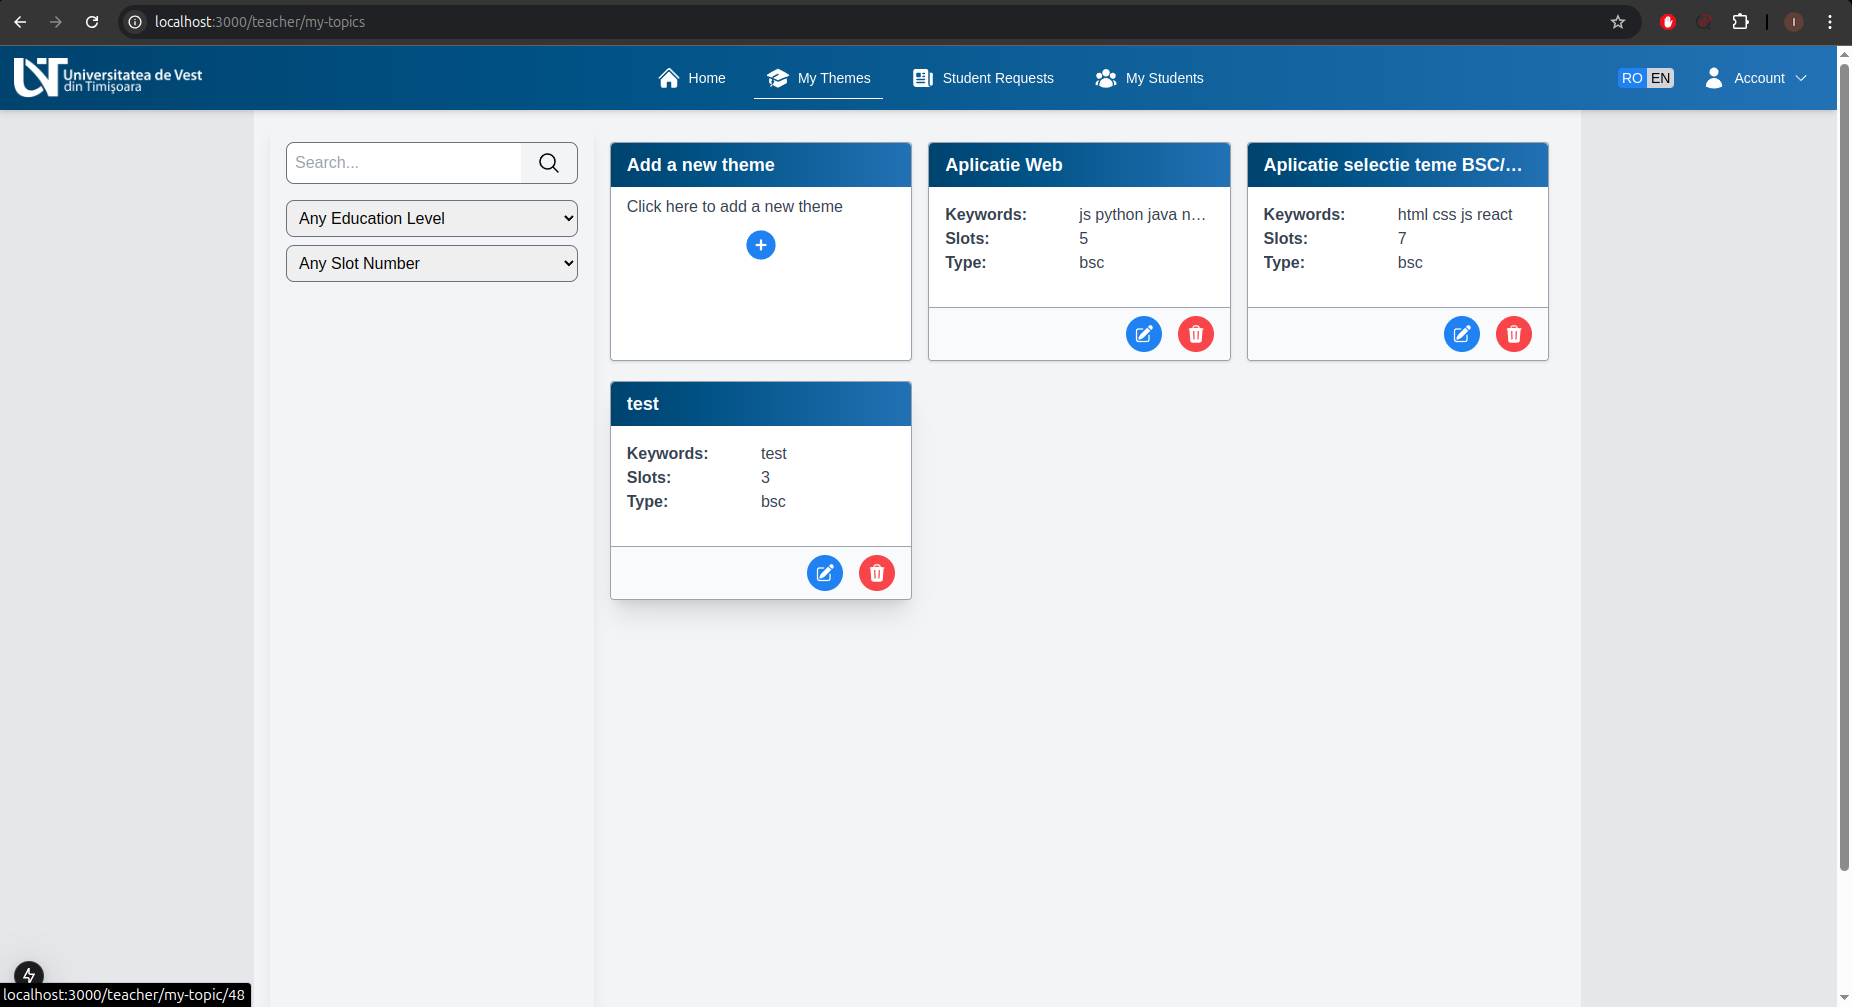 localhost:3000/teacher/my-topics
I
UVT Universitatea de Vest
din Timişoara
Home
My Themes
Student Requests
My Students
RO EN
Account
Search...
Any Education Level
Any Slot Number
Add a new theme
Click here to add a new theme
Aplicatie Web
Keywords: js python java n...
Slots: 5
Type: bsc
Aplicatie selectie teme BSC/...
Keywords: html css js react
Slots: 7
Type: bsc
test
Keywords: test
Slots: 3
Type: bsc
localhost:3000/teacher/my-topic/48